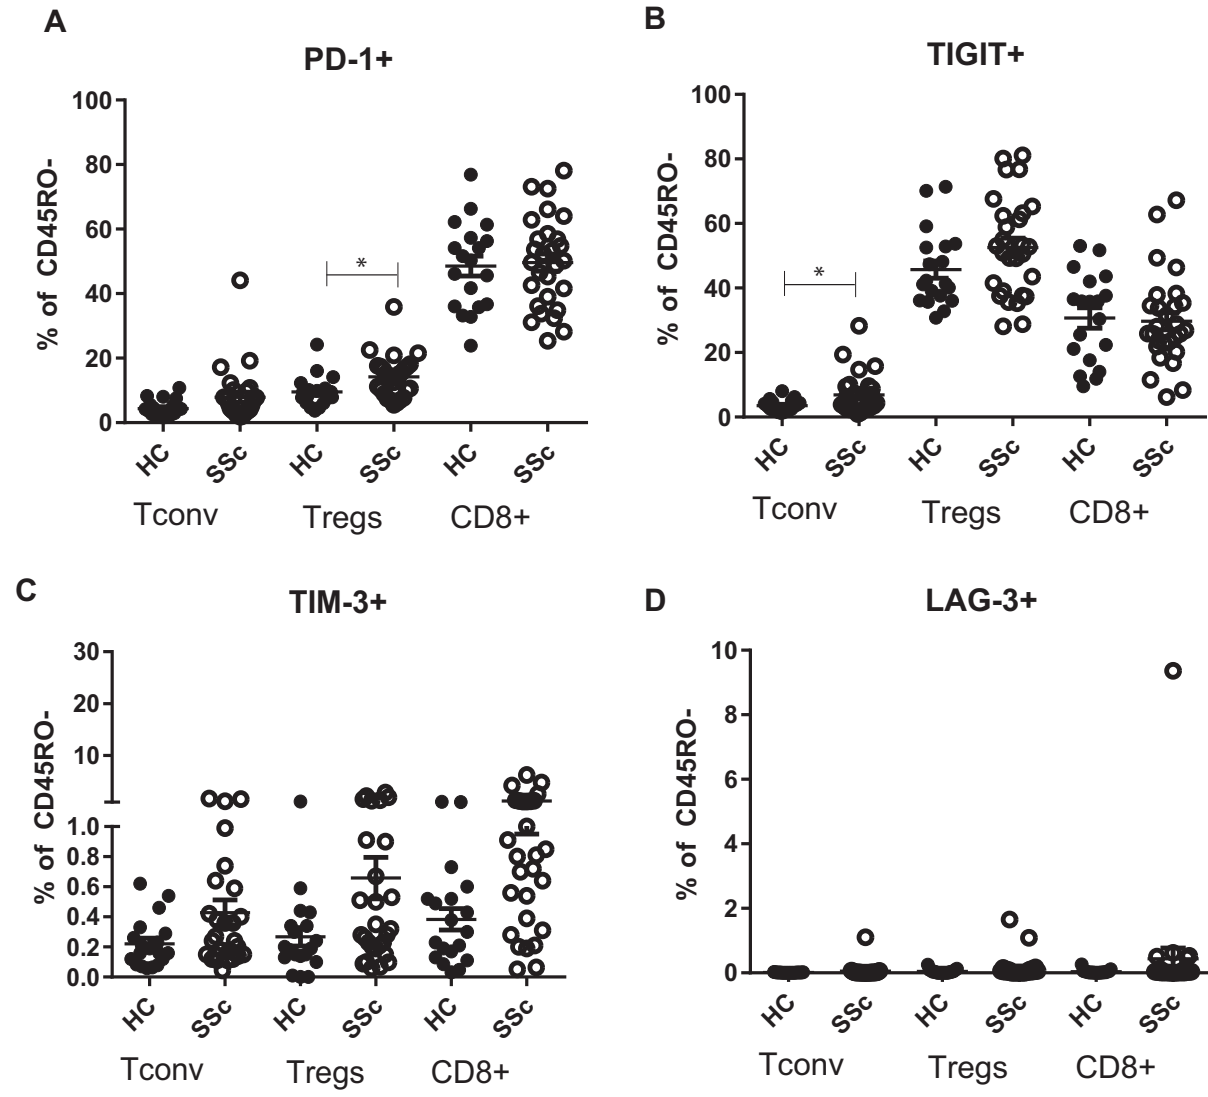 A
PD-1+
% of CD45RO-
100
80
60
40
20
0
*
HC
SSc
HC
SSc
HC
SSc
Tconv
Tregs
CD8+
B
TIGIT+
% of CD45RO-
100
80
60
40
20
0
*
HC
SSc
HC
SSc
HC
SSc
Tconv
Tregs
CD8+
C
TIM-3+
% of CD45RO-
30
20
10
1.0
0.8
0.6
0.4
0.2
0.0
HC
SSc
HC
SSc
HC
SSc
Tconv
Tregs
CD8+
D
LAG-3+
% of CD45RO-
10
8
6
4
2
0
HC
SSc
HC
SSc
HC
SSc
Tconv
Tregs
CD8+